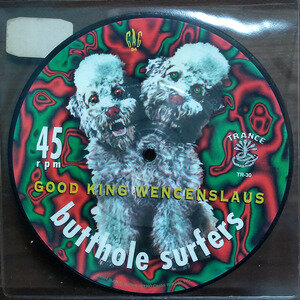 45
rpm
TRANCE
TR-30
GOOD KING WENCENSLAUS
butthole surfers